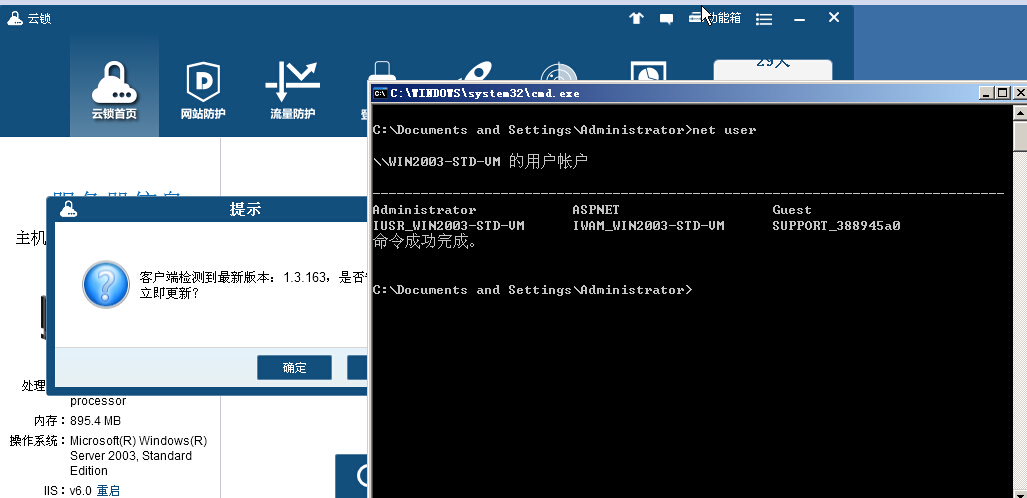 云锁
功能箱
29天
云锁首页
网站防护
流量防护
C:\WINDOWS\system32\cmd.exe
C:\Documents and Settings\Administrator>net user
\\WIN2003-STD-VM 的用户帐户
-------------------------------------------------------------------------------
Administrator ASPNET Guest
IUSR_WIN2003-STD-VM IWAM_WIN2003-STD-VM SUPPORT_388945a0
命令成功完成。
C:\Documents and Settings\Administrator>
提示
主机
客户端检测到最新版本：1.3.163，是否
立即更新？
确定
处理
processor
内存：895.4 MB
操作系统：Microsoft(R) Windows(R)
Server 2003, Standard
Edition
IIS：v6.0 重启